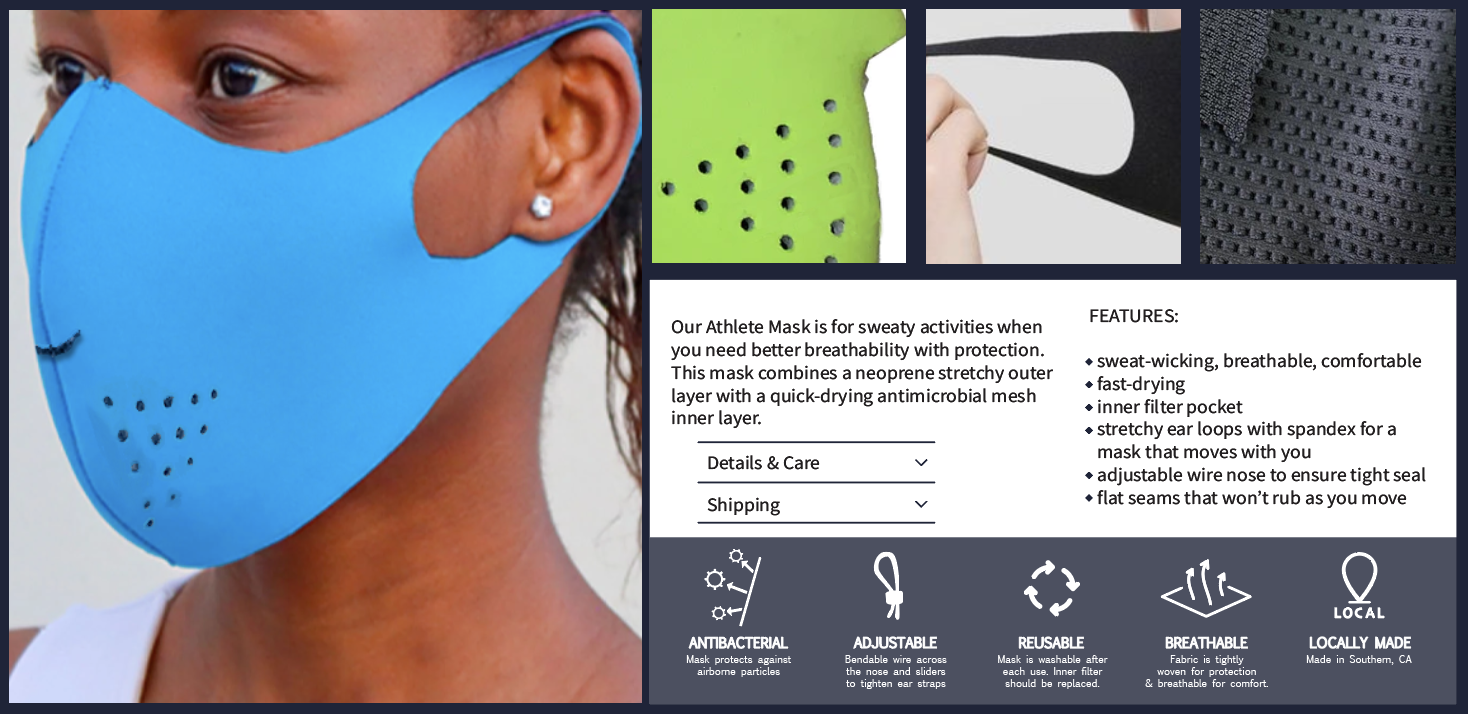 Our Athlete Mask is for sweaty activities when
you need better breathability with protection.
This mask combines a neoprene stretchy outer
layer with a quick-drying antimicrobial mesh
inner layer.
Details & Care
Shipping
FEATURES:
sweat-wicking, breathable, comfortable
fast-drying
inner filter pocket
stretchy ear loops with spandex for a
mask that moves with you
adjustable wire nose to ensure tight seal
flat seams that won't rub as you move
ANTIBACTERIAL
Mask protects against
airborne particles
ADJUSTABLE
Bendable wire across
the nose and sliders
to tighten ear straps
REUSABLE
Mask is washable after
each use. Inner filter
should be replaced.
BREATHABLE
Fabric is tightly
woven for protection
& breathable for comfort.
LOCAL
LOCALLY MADE
Made in Southern, CA